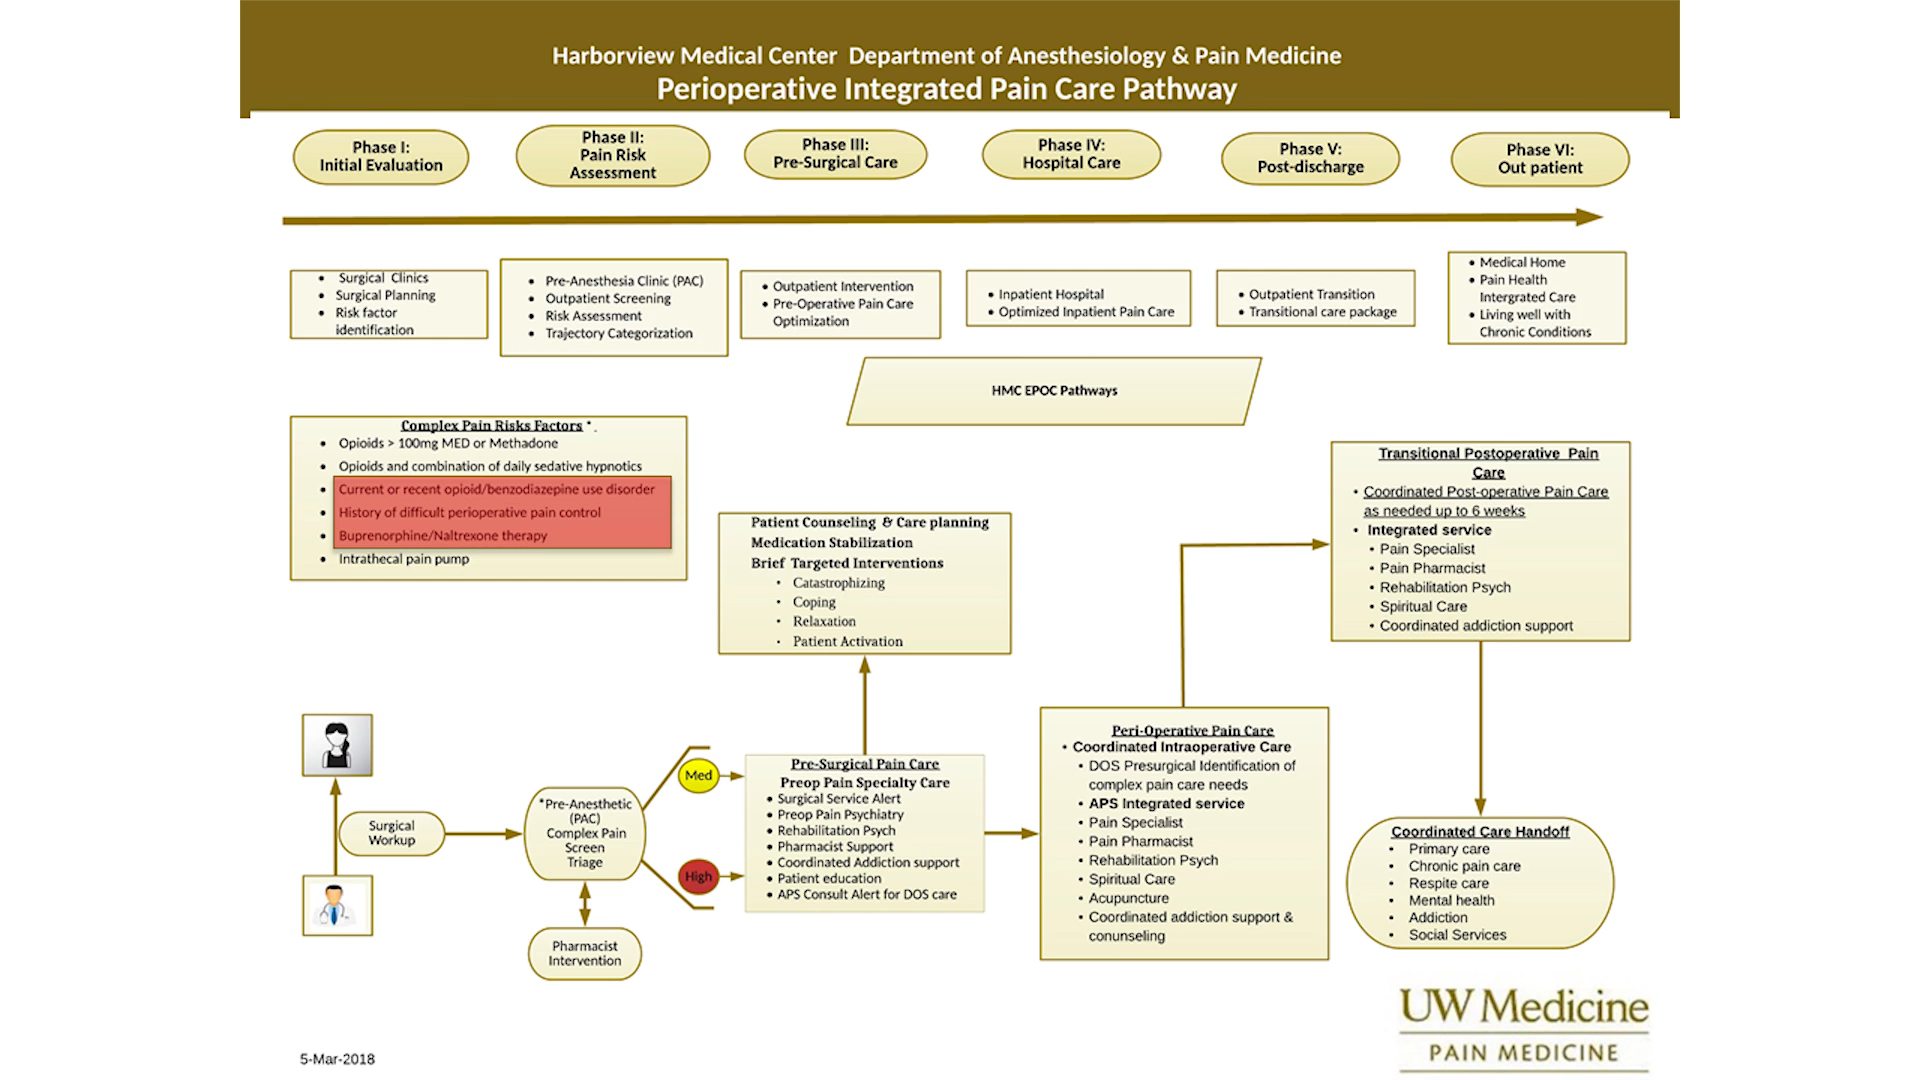 Harborview Medical Center Department of Anesthesiology & Pain Medicine
Perioperative Integrated Pain Care Pathway
Phase I:
Initial Evaluation
Phase II:
Pain Risk
Assessment
Phase III:
Pre-Surgical Care
Phase IV:
Hospital Care
Phase V:
Post-discharge
Phase VI:
Out patient
• Surgical Clinics
• Surgical Planning
• Risk factor
identification
• Pre-Anesthesia Clinic (PAC)
• Outpatient Screening
• Risk Assessment
• Trajectory Categorization
• Outpatient Intervention
• Pre-Operative Pain Care
Optimization
• Inpatient Hospital
• Optimized Inpatient Pain Care
• Outpatient Transition
• Transitional care package
• Medical Home
• Pain Health
Intergrated Care
• Living well with
Chronic Conditions
HMC EPOC Pathways
Complex Pain Risks Factors * .
• Opioids > 100mg MED or Methadone
• Opioids and combination of daily sedative hypnotics
• Current or recent opioid/benzodiazepine use disorder
• History of difficult perioperative pain control
• Buprenorphine/Naltrexone therapy
• Intrathecal pain pump
Patient Counseling & Care planning
Medication Stabilization
Brief Targeted Interventions
• Catastrophizing
• Coping
• Relaxation
• Patient Activation
Surgical
Workup
*Pre-Anesthetic
(PAC)
Complex Pain
Screen
Triage
Pharmacist
Intervention
Med
High
Pre-Surgical Pain Care
Preop Pain Specialty Care
• Surgical Service Alert
• Preop Pain Psychiatry
• Rehabilitation Psych
• Pharmacist Support
• Coordinated Addiction support
• Patient education
• APS Consult Alert for DOS care
Peri-Operative Pain Care
• Coordinated Intraoperative Care
• DOS Presurgical Identification of
complex pain care needs
• APS Integrated service
• Pain Specialist
• Pain Pharmacist
• Rehabilitation Psych
• Spiritual Care
• Acupuncture
• Coordinated addiction support &
conunseling
Transitional Postoperative Pain
Care
• Coordinated Post-operative Pain Care
as needed up to 6 weeks
• Integrated service
• Pain Specialist
• Pain Pharmacist
• Rehabilitation Psych
• Spiritual Care
• Coordinated addiction support
Coordinated Care Handoff
• Primary care
• Chronic pain care
• Respite care
• Mental health
• Addiction
• Social Services
UW Medicine
PAIN MEDICINE
5-Mar-2018